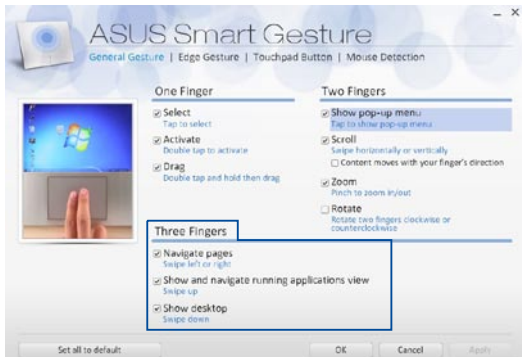 ASUS Smart Gesture
General Gesture | Edge Gesture | Touchpad Button | Mouse Detection
One Finger
Select
Tap to select
Activate
Double tap to activate
Drag
Double tap and hold then drag
Two Fingers
Show pop-up menu
Tap to show pop-up menu
Scroll
Swipe horizontally or vertically
Content moves with your finger's direction
Zoom
Pinch to zoom in/out
Rotate
Rotate two fingers clockwise or
counterclockwise
Three Fingers
Navigate pages
Swipe left or right
Show and navigate running applications view
Swipe up
Show desktop
Swipe down
Set all to default
OK
Cancel
Apply